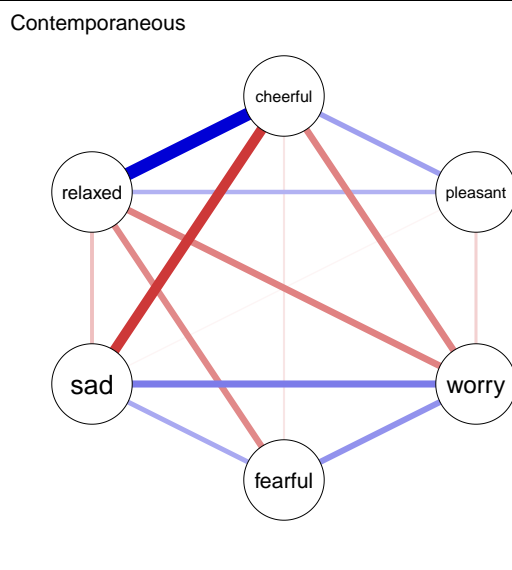 Contemporaneous
cheerful
relaxed
pleasant
sad
worry
fearful